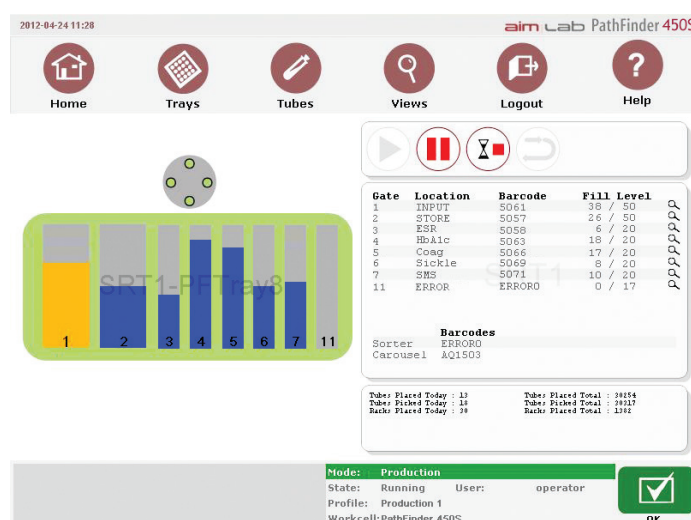 2012-04-24 11:28
aim Lab PathFinder 450S
Home Trays Tubes Views Logout Help
Gate Location Barcode Fill Level
1 INPUT 5061 38 / 50
2 STORE 5057 26 / 50
3 ESR 5058 6 / 20
4 HbA1c 5063 18 / 20
5 Coag 5066 17 / 20
6 Sickle 5069 8 / 20
7 SMS 5071 10 / 20
11 ERROR ERROR0 0 / 17
SRT1-PFTray8
SRT1
1 2 3 4 5 6 7 11
Barcodes
Sorter ERROR0
Carousel AQ1503
Tubes Placed Today : 13 Tubes Placed Total : 38254
Tubes Picked Today : 18 Tubes Picked Total :
Racks Placed Today : 30 Racks Placed Total : 1302
Mode: Production
State: Running User: operator
Profile: Production 1
Workcell: PathFinder 450S
OK